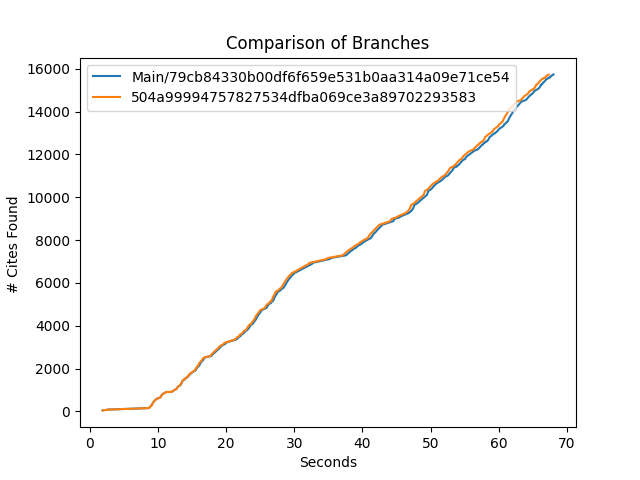 Comparison of Branches
Main/79cb84330b00df6f659e531b0aa314a09e71ce54
504a99994757827534dfba069ce3a89702293583
16000
14000
12000
10000
8000
6000
4000
2000
0
# Cites Found
0 10 20 30 40 50 60 70
Seconds